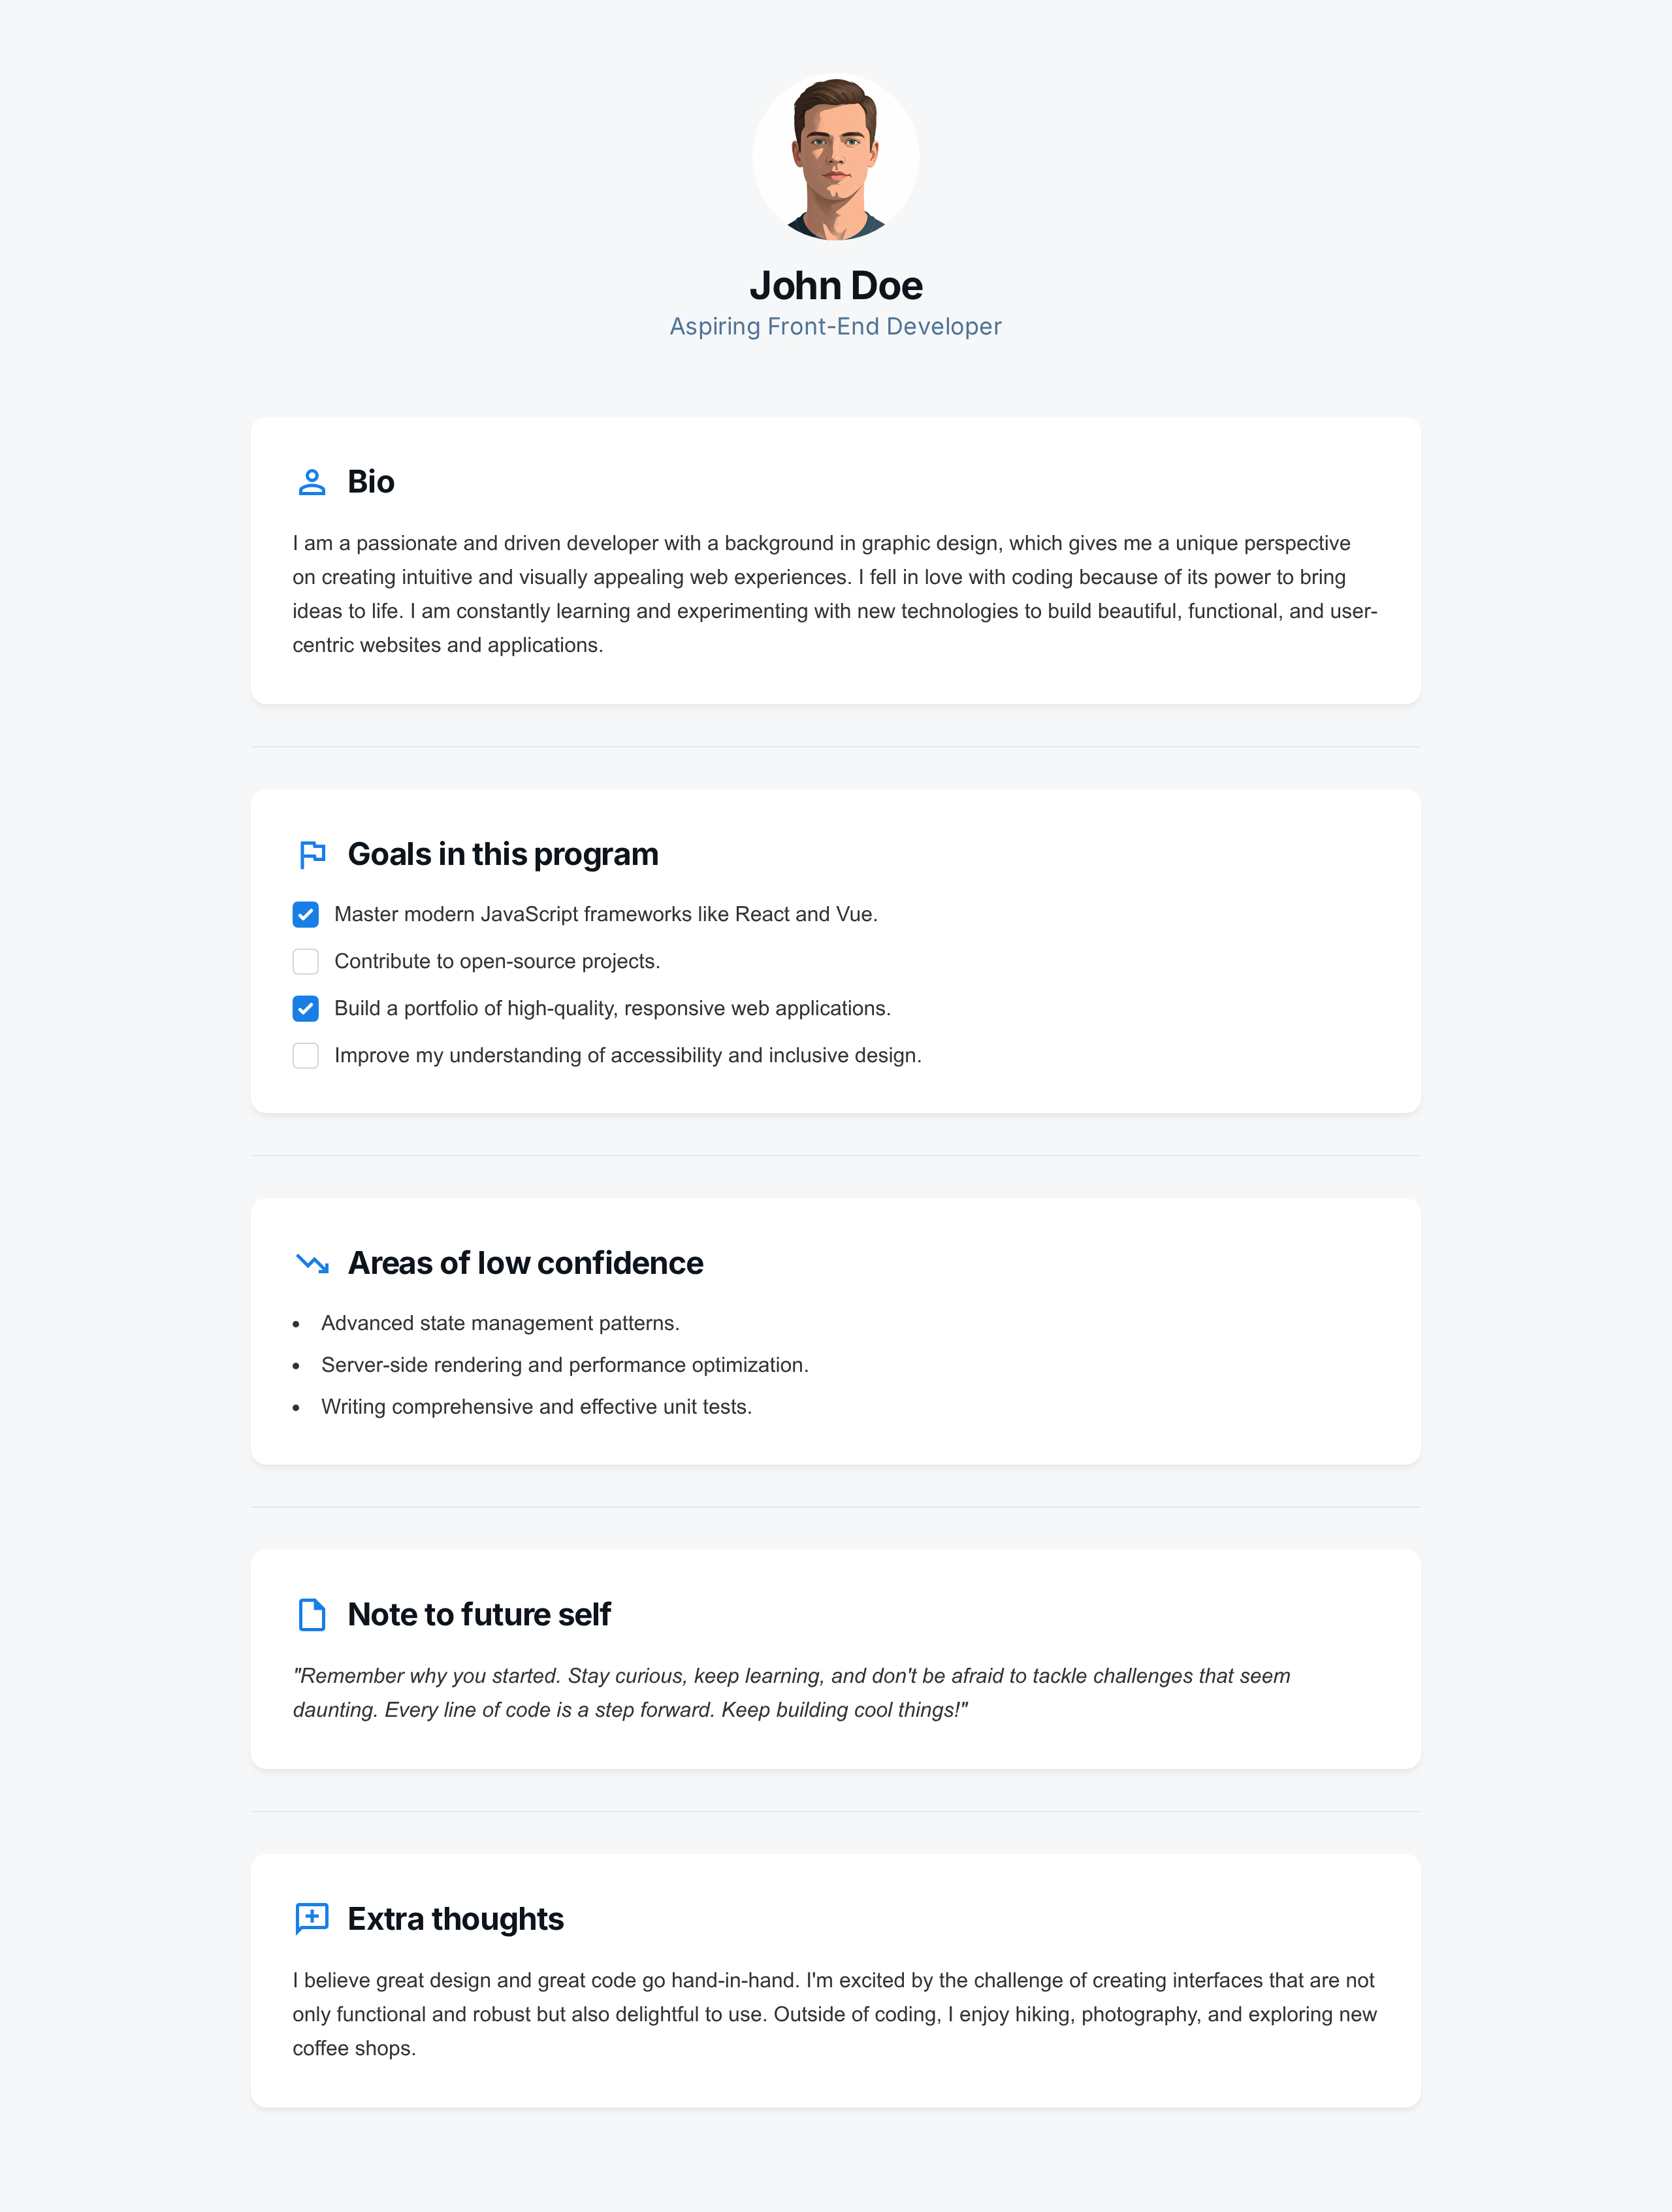 John Doe
Aspiring Front-End Developer
Bio
I am a passionate and driven developer with a background in graphic design, which gives me a unique perspective
on creating intuitive and visually appealing web experiences. I fell in love with coding because of its power to bring
ideas to life. I am constantly learning and experimenting with new technologies to build beautiful, functional, and user-
centric websites and applications.
Goals in this program
Master modern JavaScript frameworks like React and Vue.
Contribute to open-source projects.
Build a portfolio of high-quality, responsive web applications.
Improve my understanding of accessibility and inclusive design.
Areas of low confidence
• Advanced state management patterns.
• Server-side rendering and performance optimization.
• Writing comprehensive and effective unit tests.
Note to future self
"Remember why you started. Stay curious, keep learning, and don't be afraid to tackle challenges that seem
daunting. Every line of code is a step forward. Keep building cool things!"
Extra thoughts
I believe great design and great code go hand-in-hand. I'm excited by the challenge of creating interfaces that are not
only functional and robust but also delightful to use. Outside of coding, I enjoy hiking, photography, and exploring new
coffee shops.